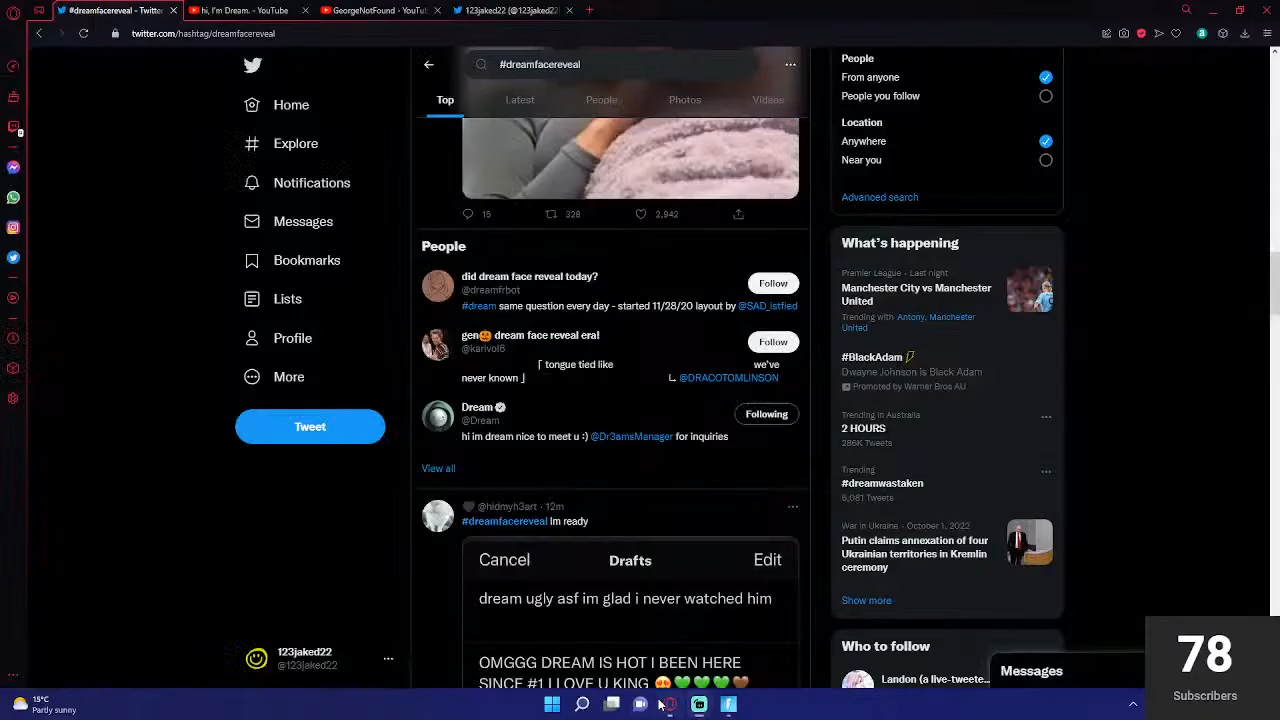 #dreamfacereveal - Twitter
hi, I'm Dream. - YouTube
GeorgeNotFound - YouTub
123jaked22 (@123jaked22)
twitter.com/hashtag/dreamfacereveal
Home
Explore
Notifications
Messages
Bookmarks
Lists
Profile
More
Tweet
123jaked22
@123jaked22
#dreamfacereveal
Top
Latest
People
Photos
Videos
15
328
2,942
People
did dream face reveal today?
@dreamfrbot
Follow
#dream same question every day - started 11/28/20 layout by @SAD_istfied
gen🎃 dream face reveal era!
@karivol6
Follow
⌈ tongue tied like we've
never known ⌋ ↳ @DRACOTOMLINSON
Dream
@Dream
Following
hi im dream nice to meet u :) @Dr3amsManager for inquiries
View all
🖤 @hidmyh3art · 12m
#dreamfacereveal Im ready
Cancel
Drafts
Edit
dream ugly asf im glad i never watched him
OMGGG DREAM IS HOT I BEEN HERE
SINCE #1 I LOVE U KING 😍💚💚💚🤎
People
From anyone
People you follow
Location
Anywhere
Near you
Advanced search
What's happening
Premier League · Last night
Manchester City vs Manchester
United
Trending with Antony, Manchester
United
#BlackAdam
Dwayne Johnson Is Black Adam
Promoted by Warner Bros AU
Trending in Australia
2 HOURS
286K Tweets
Trending
#dreamwastaken
5,081 Tweets
War in Ukraine · October 1, 2022
Putin claims annexation of four
Ukrainian territories in Kremlin
ceremony
Show more
Who to follow
Landon (a live-tweete...
Messages
78
Subscribers
15°C
Partly sunny